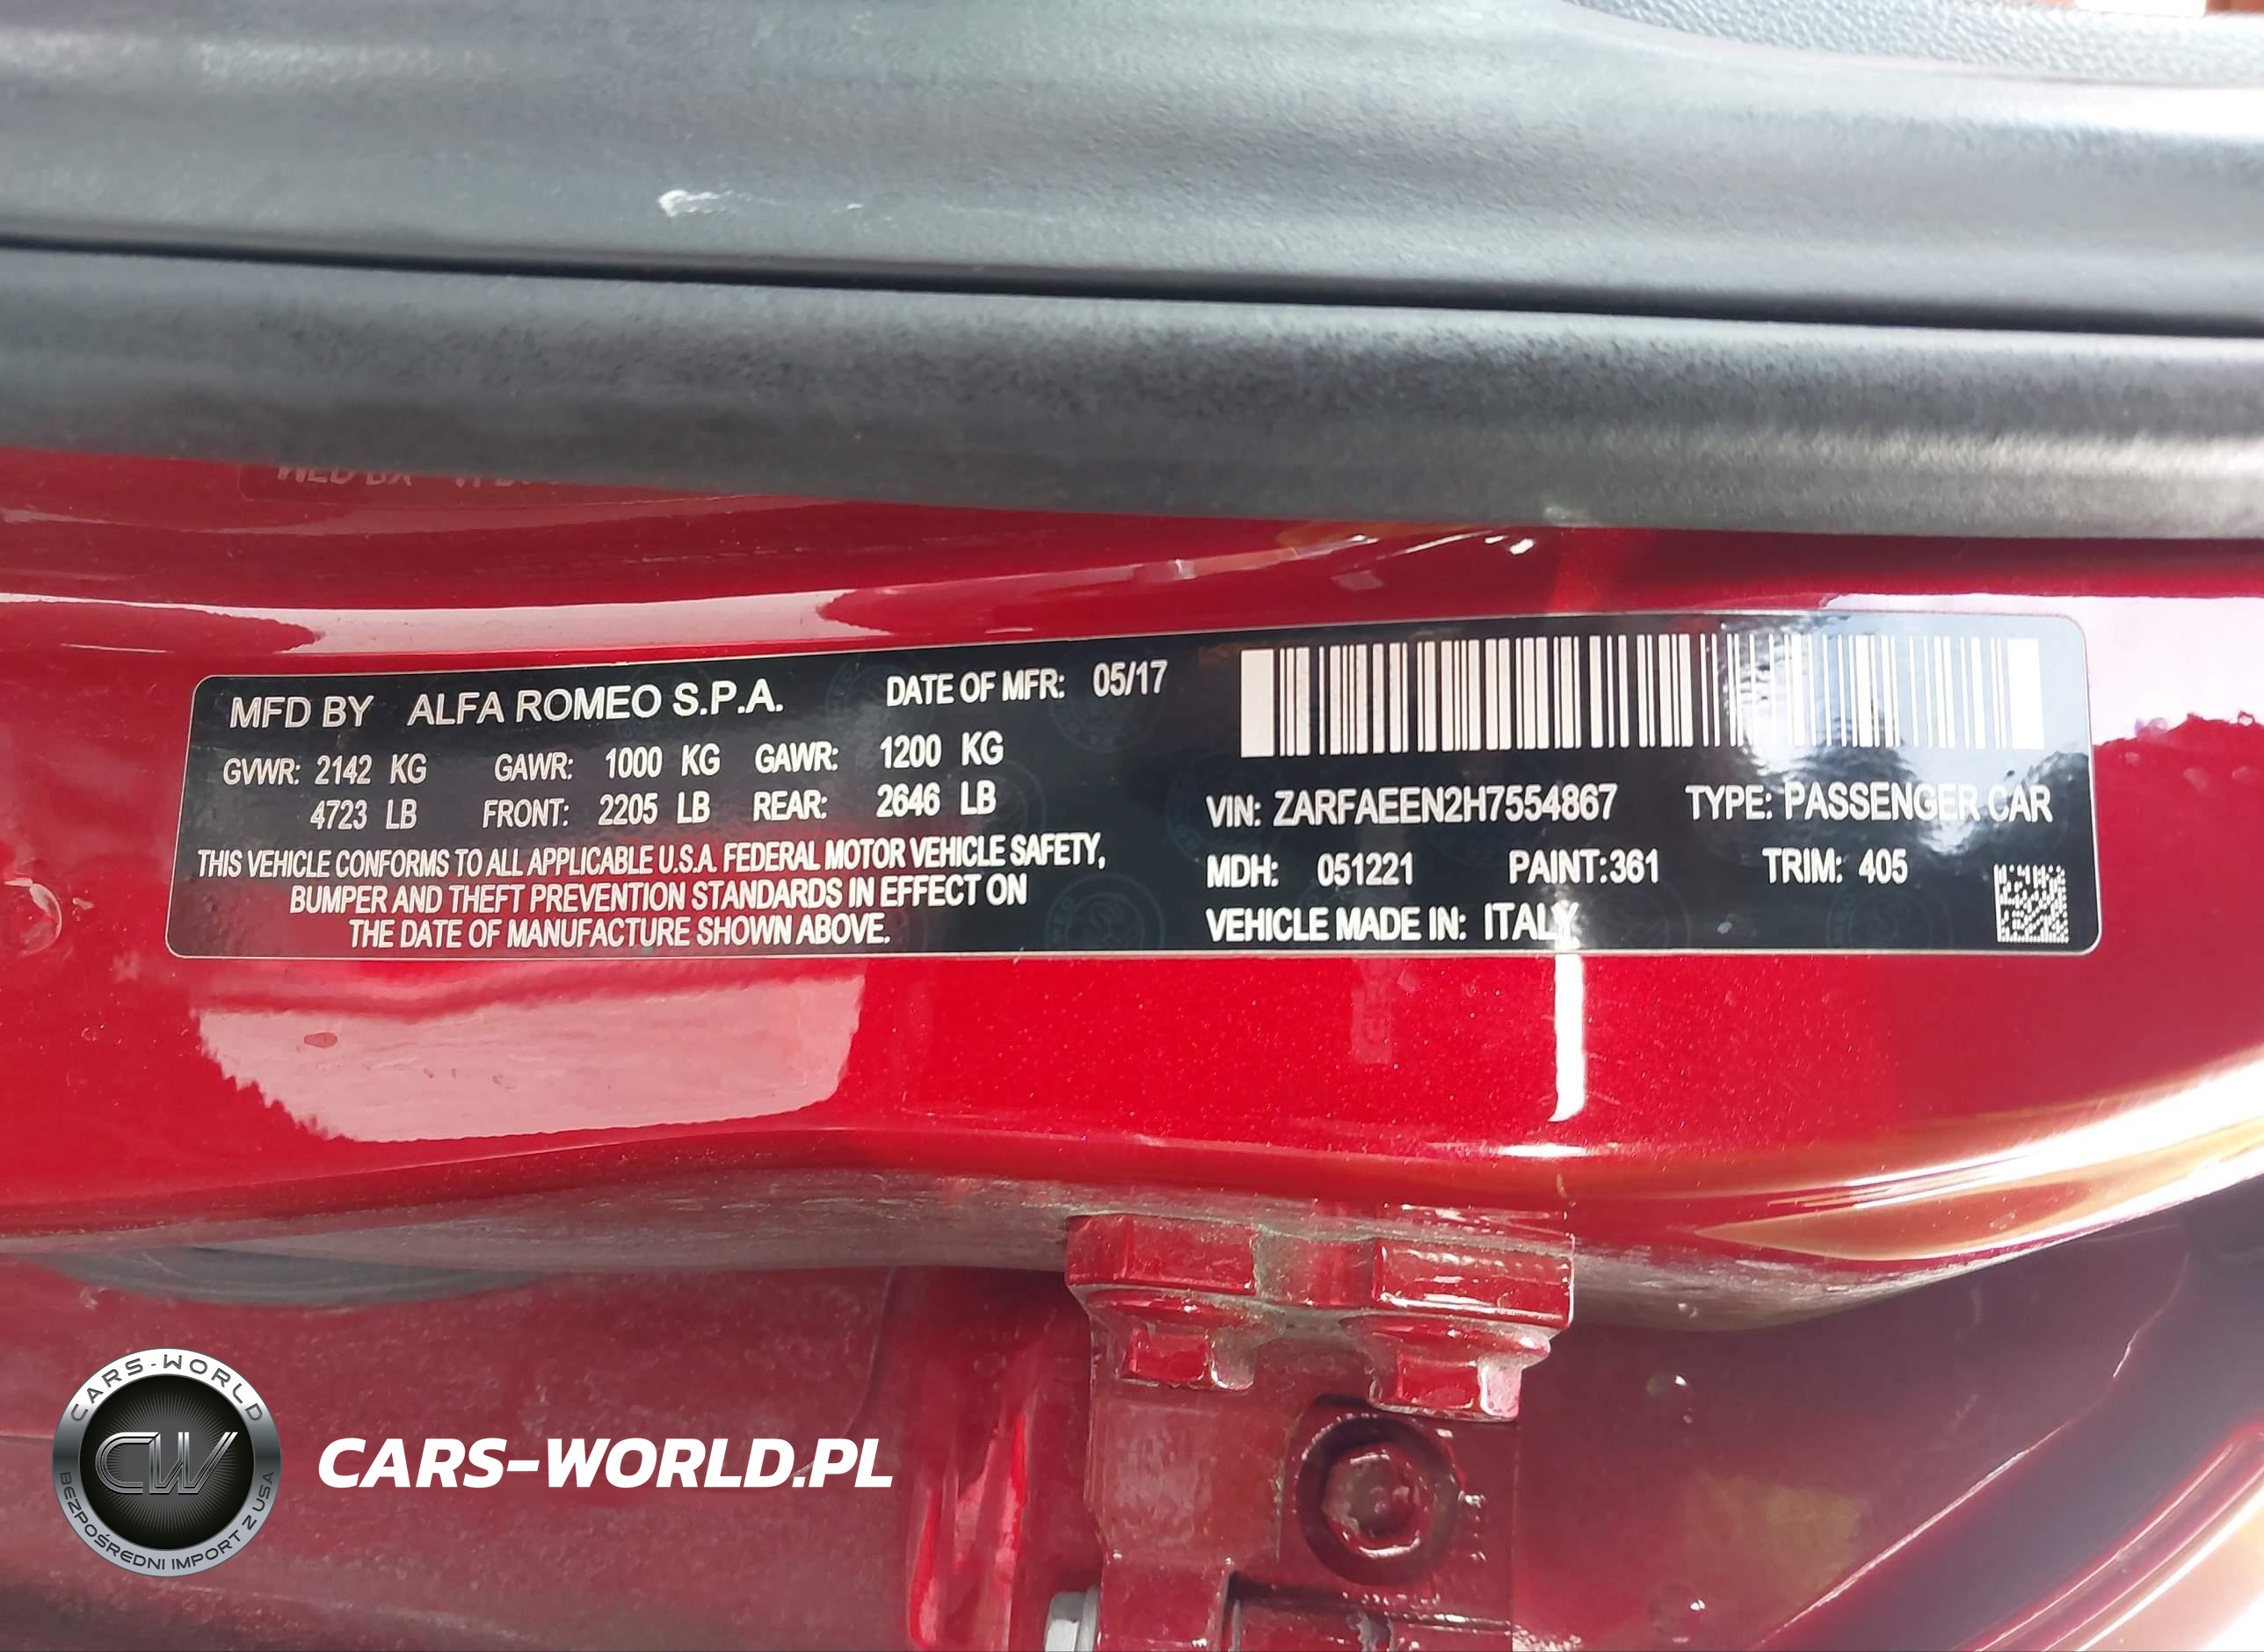 MFD BY ALFA ROMEO S.P.A. DATE OF MFR: 05/17
GVWR: 2142 KG GAWR: 1000 KG GAWR: 1200 KG
4723 LB FRONT: 2205 LB REAR: 2646 LB
THIS VEHICLE CONFORMS TO ALL APPLICABLE U.S.A. FEDERAL MOTOR VEHICLE SAFETY,
BUMPER AND THEFT PREVENTION STANDARDS IN EFFECT ON
THE DATE OF MANUFACTURE SHOWN ABOVE.
VIN: ZARFAEEN2H7554867 TYPE: PASSENGER CAR
MDH: 051221 PAINT:361 TRIM: 405
VEHICLE MADE IN: ITALY
CARS-WORLD
CW
BEZPOŚREDNI IMPORT Z USA
CARS-WORLD.PL